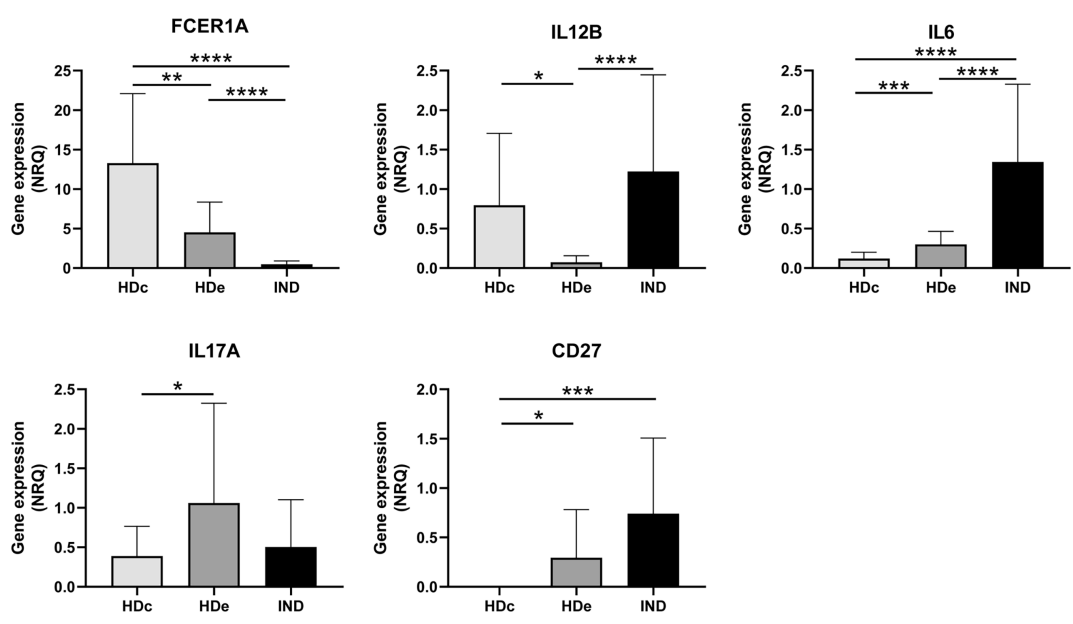 FCER1A
****
**
****
Gene expression
(NRQ)
25
20
15
10
5
0
HDc HDe IND
IL12B
****
*
Gene expression
(NRQ)
2.5
2.0
1.5
1.0
0.5
0.0
HDc HDe IND
IL6
****
****
***
Gene expression
(NRQ)
2.5
2.0
1.5
1.0
0.5
0.0
HDc HDe IND
IL17A
*
Gene expression
(NRQ)
2.5
2.0
1.5
1.0
0.5
0.0
HDc HDe IND
CD27
***
*
Gene expression
(NRQ)
2.0
1.5
1.0
0.5
0.0
HDc HDe IND